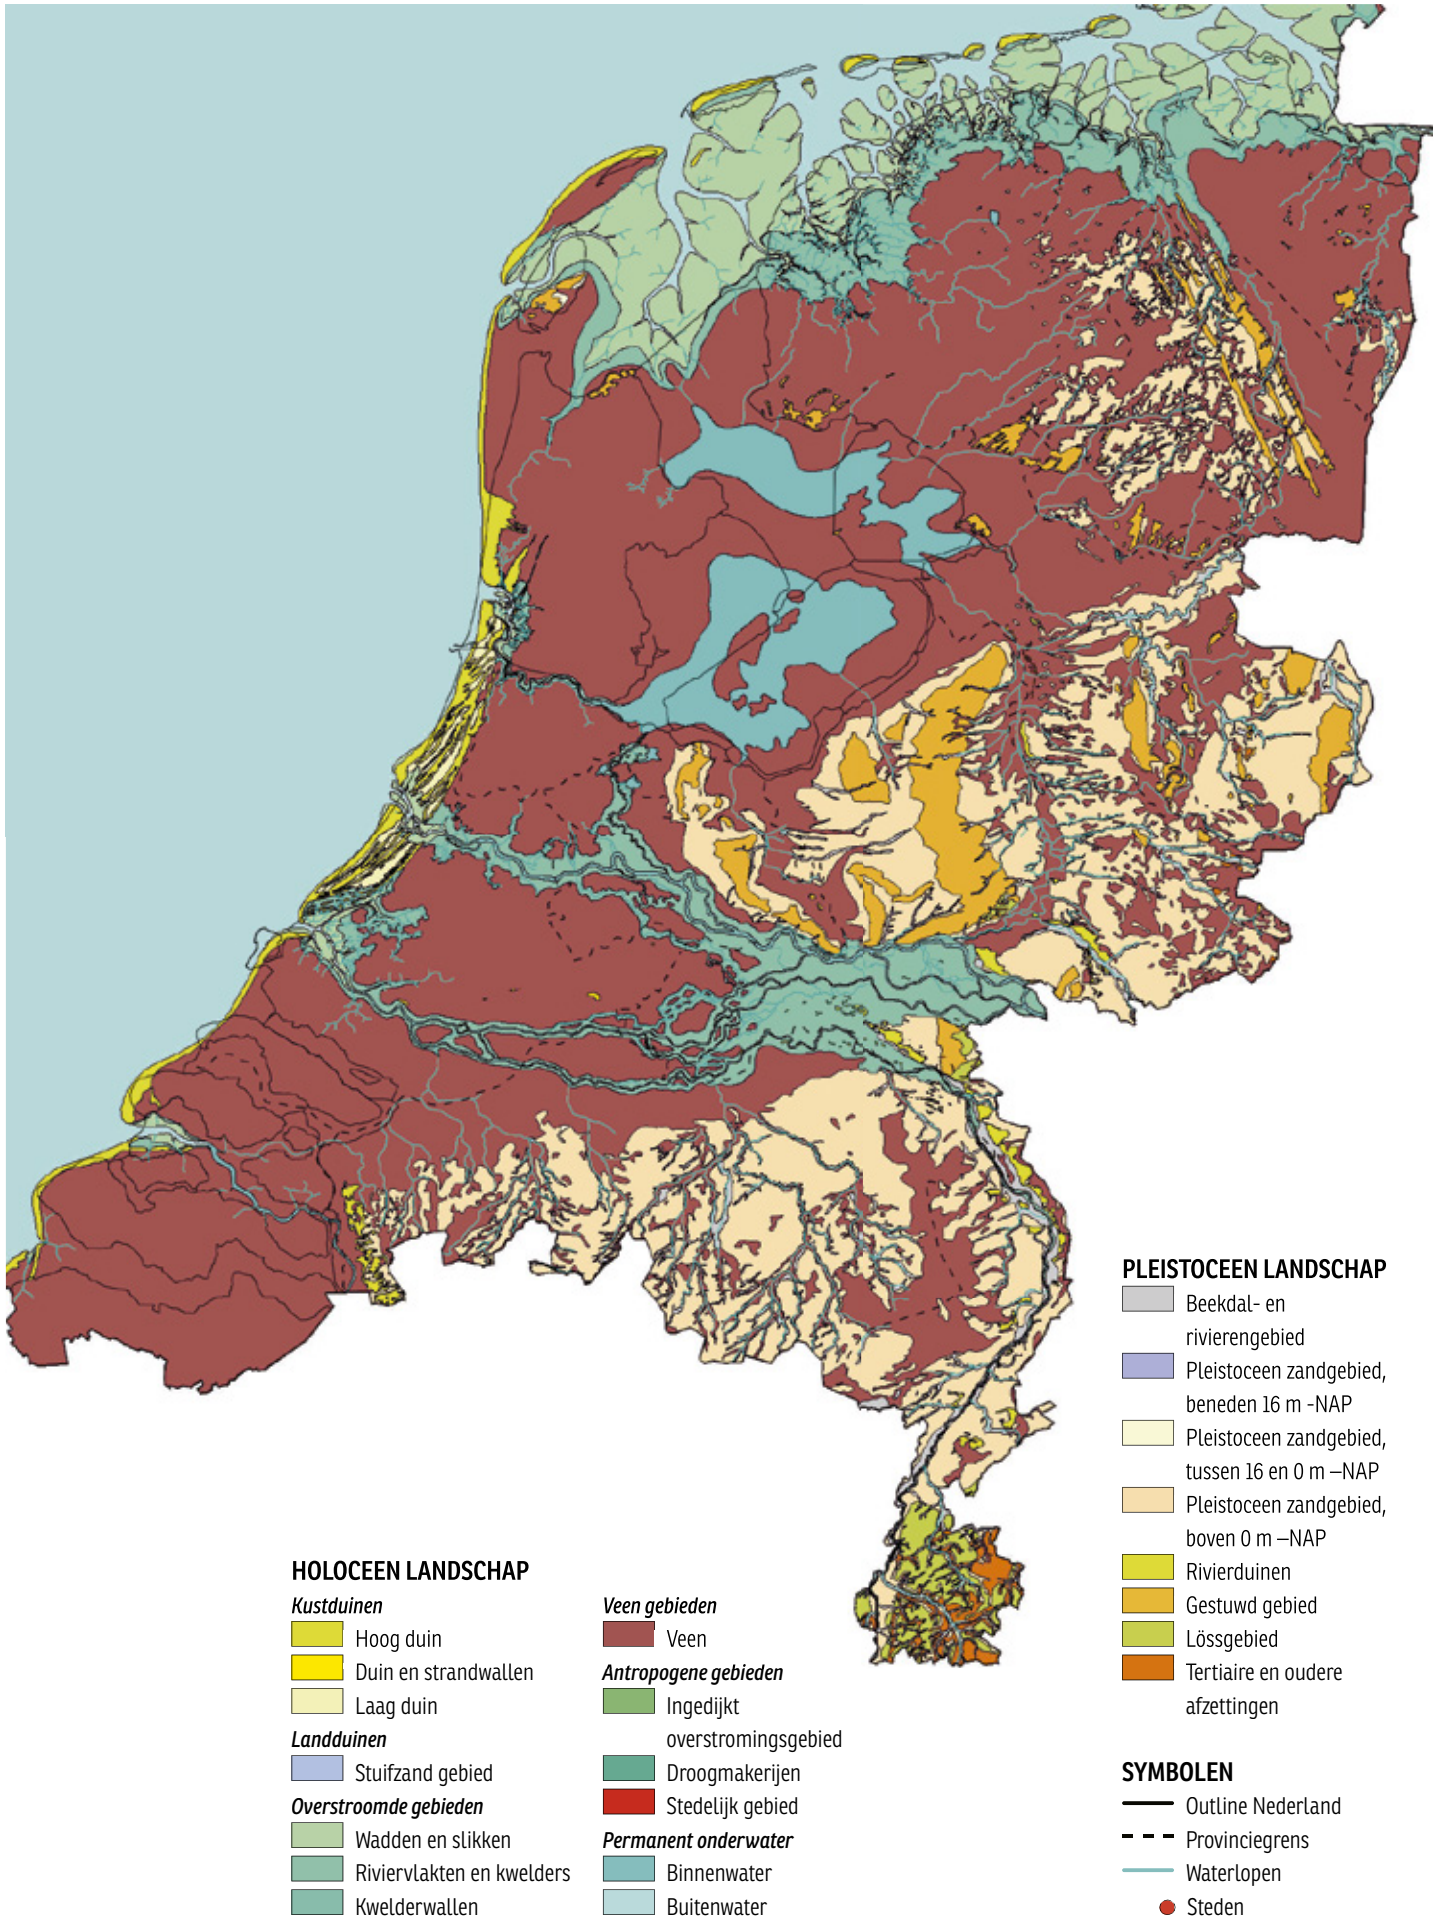 PLEISTOCEEN LANDSCHAP
Beekdal- en
rivierengebied
Pleistoceen zandgebied,
beneden 16 m -NAP
Pleistoceen zandgebied,
tussen 16 en 0 m –NAP
Pleistoceen zandgebied,
boven 0 m –NAP
Rivierduinen
Gestuwd gebied
Lössgebied
Tertiaire en oudere
afzettingen
SYMBOLEN
Outline Nederland
Provinciegrens
Waterlopen
Steden
HOLOCEEN LANDSCHAP
Kustduinen
Hoog duin
Duin en strandwallen
Laag duin
Landduinen
Stuifzand gebied
Overstroomde gebieden
Wadden en slikken
Riviervlakten en kwelders
Kwelderwallen
Veen gebieden
Veen
Antropogene gebieden
Ingedijkt
overstromingsgebied
Droogmakerijen
Stedelijk gebied
Permanent onderwater
Binnenwater
Buitenwater